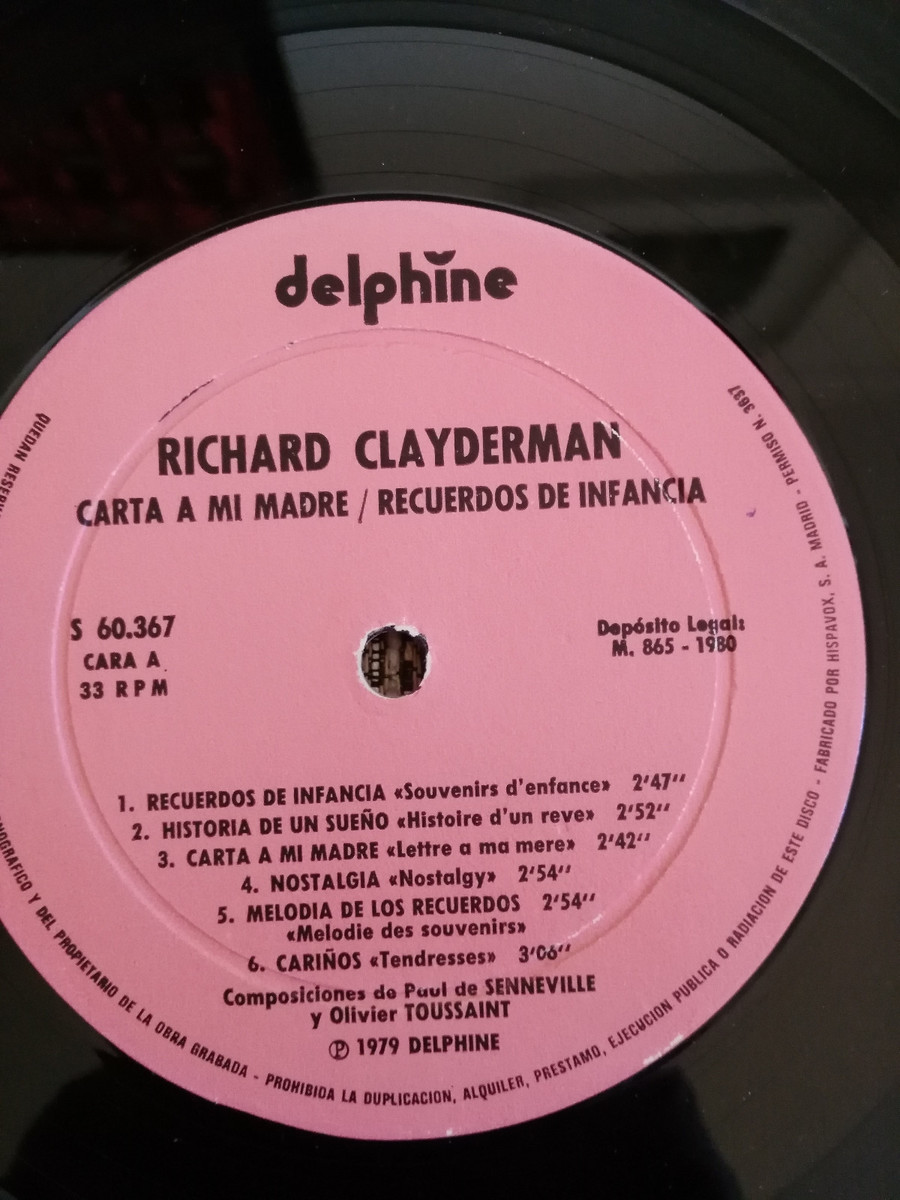 delphine
RICHARD CLAYDERMAN
CARTA A MI MADRE / RECUERDOS DE INFANCIA
S 60.367
CARA A
33 RPM
Depósito Legal:
M. 865 - 1980
1. RECUERDOS DE INFANCIA «Souvenirs d'enfance» 2'47''
2. HISTORIA DE UN SUEÑO «Histoire d'un reve» 2'52''
3. CARTA A MI MADRE «Lettre a ma mere» 2'42''
4. NOSTALGIA «Nostalgy» 2'54''
5. MELODIA DE LOS RECUERDOS 2'54''
«Melodie des souvenirs»
6. CARIÑOS «Tendresses» 3'06''
Composiciones de Paul de SENNEVILLE
y Olivier TOUSSAINT
Ⓟ 1979 DELPHINE
QUEDAN
Y DEL PROPIETARIO DE LA OBRA GRABADA - PROHIBIDA LA DUPLICACION, ALQUILER, PRESTAMO, EJECUCION PUBLICA O RADIACION DE ESTE DISCO - FABRICADO POR HISPAVOX, S. A. MADRID - PERMISO N. 3637